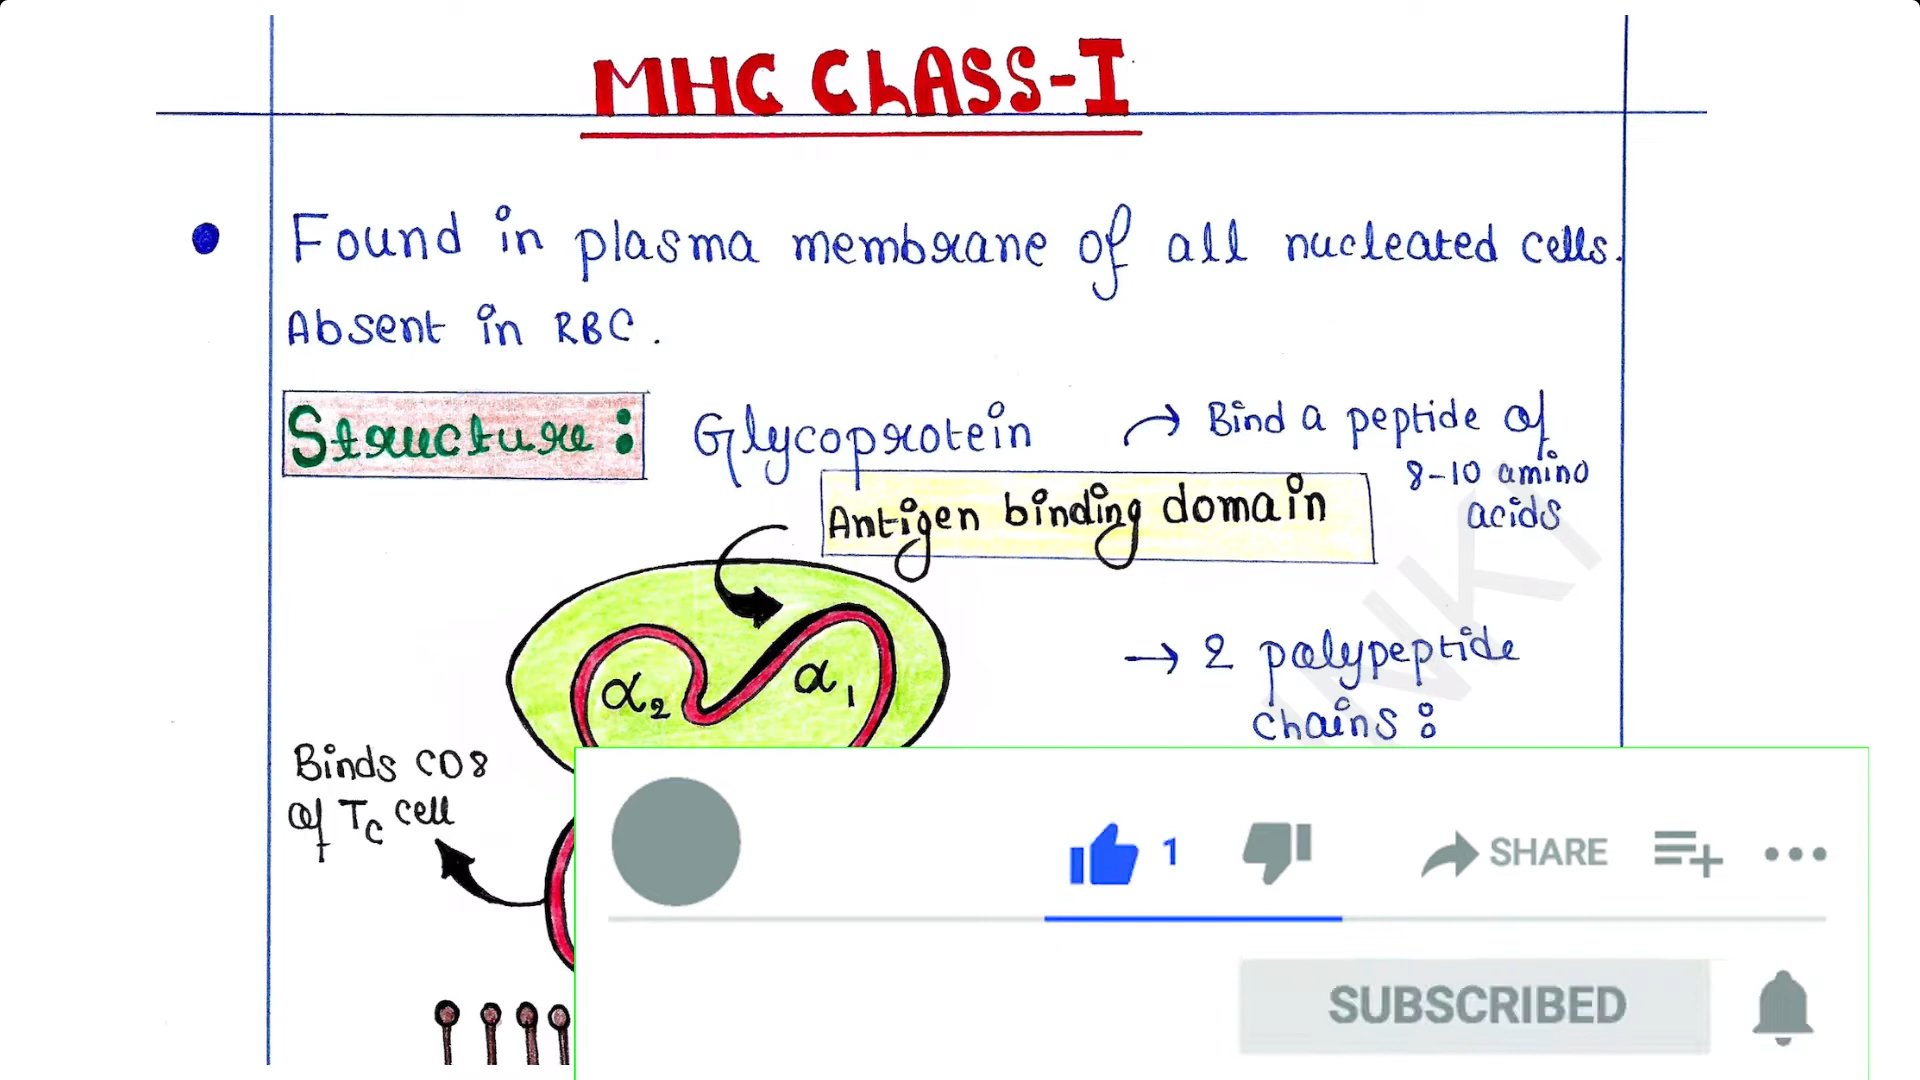 MHC CLASS-I
Found in plasma membrane of all nucleated cells.
Absent in RBC.
Structure:
Glycoprotein
→ Bind a peptide of
8-10 amino
acids
Antigen binding domain
α2
α1
→ 2 polypeptide
chains:
Binds CD8
of Tc cell
1
SHARE
SUBSCRIBED